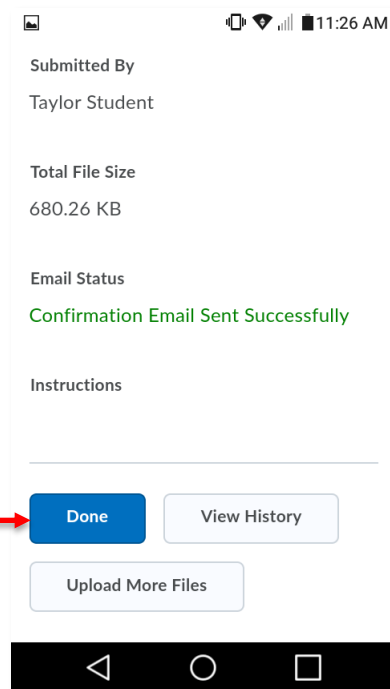 11:26 AM
Submitted By
Taylor Student
Total File Size
680.26 KB
Email Status
Confirmation Email Sent Successfully
Instructions
Done View History
Upload More Files